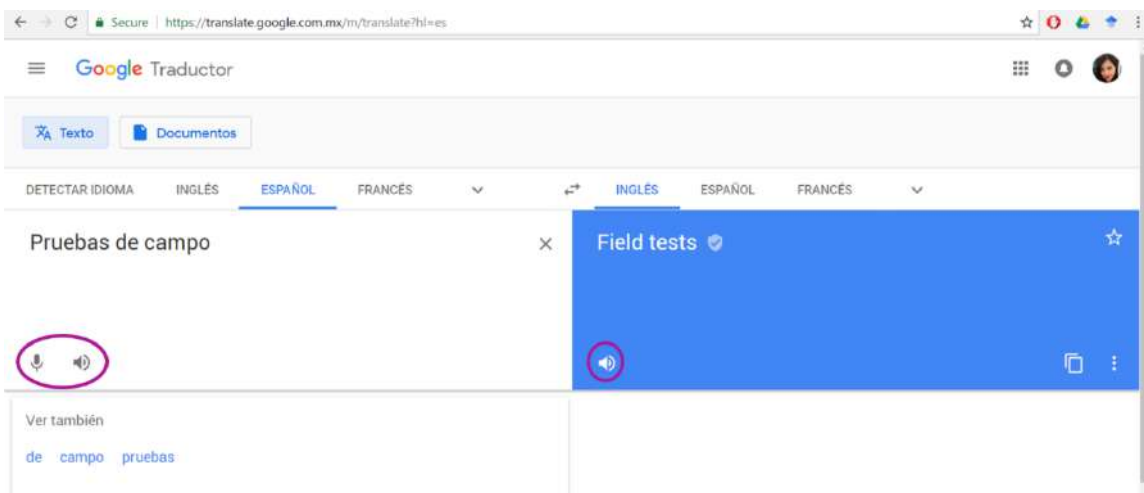 Secure | https://translate.google.com.mx/m/translate?hl=es
Google Traductor
Texto Documentos
DETECTAR IDIOMA INGLÉS ESPAÑOL FRANCÉS INGLÉS ESPAÑOL FRANCÉS
Pruebas de campo Field tests
Ver también
de campo pruebas